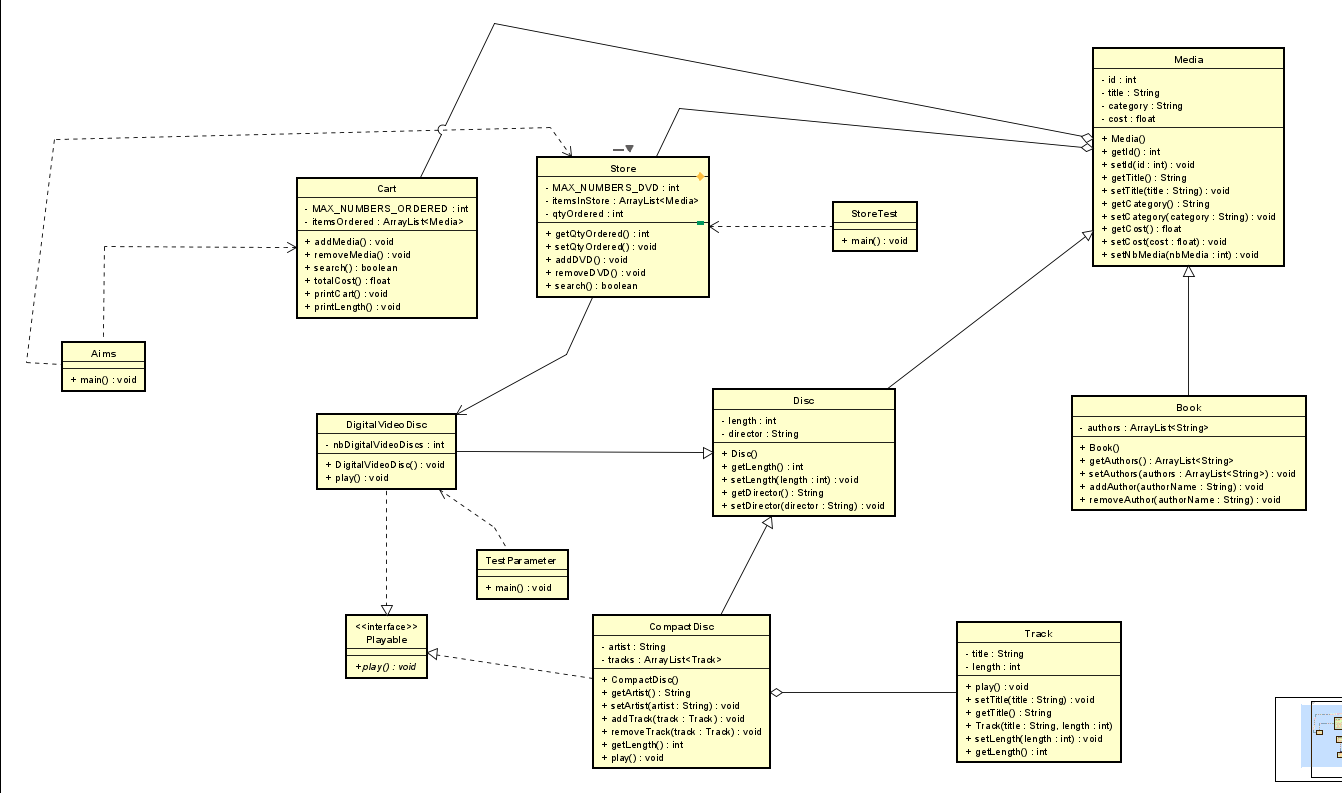 Media
- id : int
- title : String
- category : String
- cost : float
+ Media()
+ getId() : int
+ setId(id : int) : void
+ getTitle() : String
+ setTitle(title : String) : void
+ getCategory() : String
+ setCategory(category : String) : void
+ getCost() : float
+ setCost(cost : float) : void
+ setNbMedia(nbMedia : int) : void
Store
- MAX_NUMBERS_DVD : int
- itemsInStore : ArrayList<Media>
- qtyOrdered : int
+ getQtyOrdered() : int
+ setQtyOrdered() : void
+ addDVD() : void
+ removeDVD() : void
+ search() : boolean
Cart
- MAX_NUMBERS_ORDERED : int
- itemsOrdered : ArrayList<Media>
+ addMedia() : void
+ removeMedia() : void
+ search() : boolean
+ totalCost() : float
+ printCart() : void
+ printLength() : void
StoreTest
+ main() : void
Aims
+ main() : void
DigitalVideoDisc
- nbDigitalVideoDiscs : int
+ DigitalVideoDisc() : void
+ play() : void
Disc
- length : int
- director : String
+ Disc()
+ getLength() : int
+ setLength(length : int) : void
+ getDirector() : String
+ setDirector(director : String) : void
Book
- authors : ArrayList<String>
+ Book()
+ getAuthors() : ArrayList<String>
+ setAuthors(authors : ArrayList<String>) : void
+ addAuthor(authorName : String) : void
+ removeAuthor(authorName : String) : void
TestParameter
+ main() : void
<<interface>>
Playable
+ play() : void
CompactDisc
- artist : String
- tracks : ArrayList<Track>
+ CompactDisc()
+ getArtist() : String
+ setArtist(artist : String) : void
+ addTrack(track : Track) : void
+ removeTrack(track : Track) : void
+ getLength() : int
+ play() : void
Track
- title : String
- length : int
+ play() : void
+ setTitle(title : String) : void
+ getTitle() : String
+ Track(title : String, length : int)
+ setLength(length : int) : void
+ getLength() : int